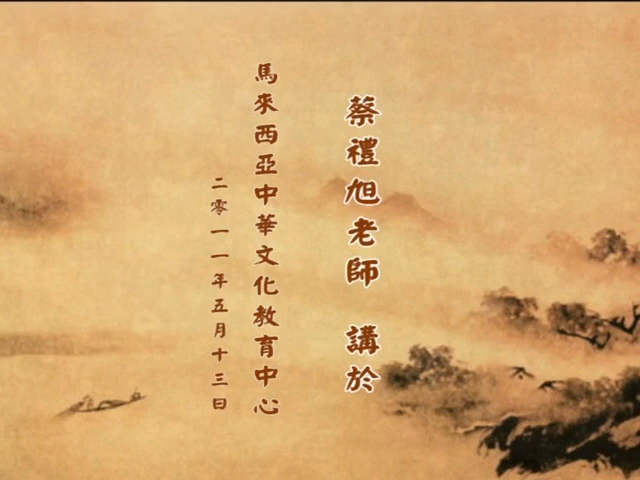 蔡禮旭老師 講於
馬來西亞中華文化教育中心
二零一一年五月十三日